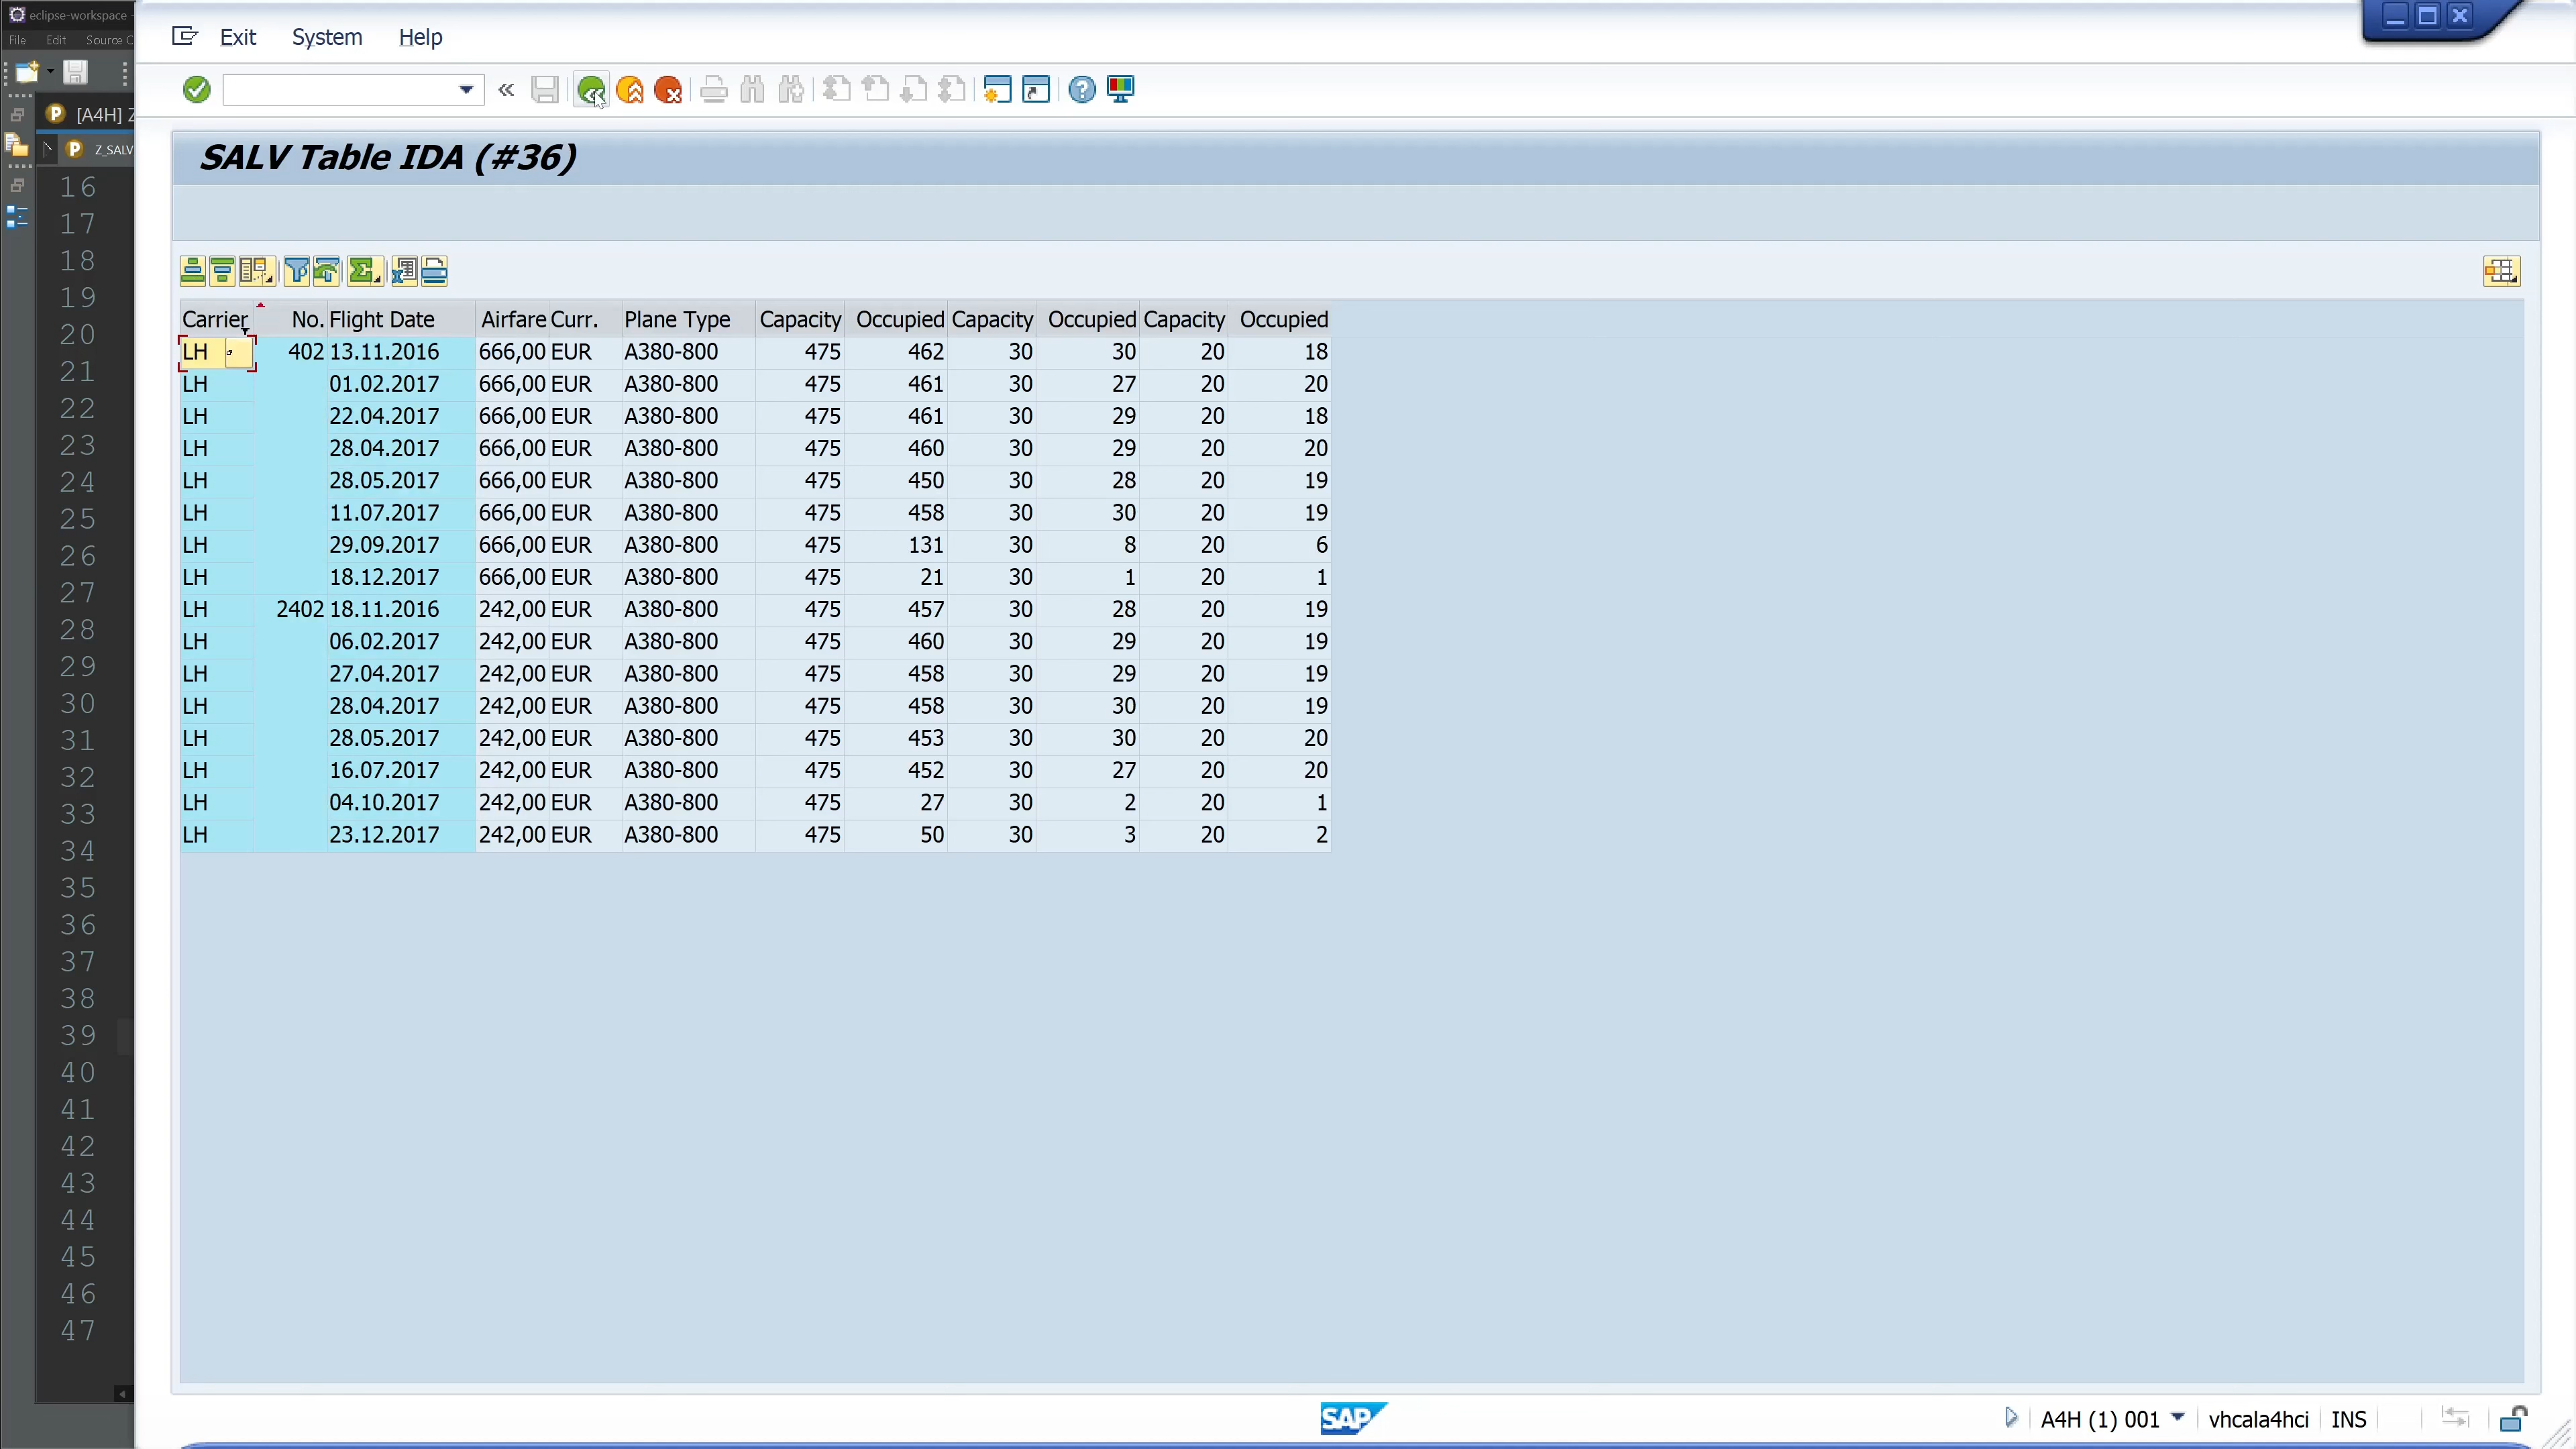 eclipse-workspace -
File Edit Source C
Exit System Help
[A4H] Z
Z_SALV
SALV Table IDA (#36)
16
17
18
19
20
21
22
23
24
25
26
27
28
29
30
31
32
33
34
35
36
37
38
39
40
41
42
43
44
45
46
47
Carrier No. Flight Date Airfare Curr. Plane Type Capacity Occupied Capacity Occupied Capacity Occupied
LH 402 13.11.2016 666,00 EUR A380-800 475 462 30 30 20 18
LH 01.02.2017 666,00 EUR A380-800 475 461 30 27 20 20
LH 22.04.2017 666,00 EUR A380-800 475 461 30 29 20 18
LH 28.04.2017 666,00 EUR A380-800 475 460 30 29 20 20
LH 28.05.2017 666,00 EUR A380-800 475 450 30 28 20 19
LH 11.07.2017 666,00 EUR A380-800 475 458 30 30 20 19
LH 29.09.2017 666,00 EUR A380-800 475 131 30 8 20 6
LH 18.12.2017 666,00 EUR A380-800 475 21 30 1 20 1
LH 2402 18.11.2016 242,00 EUR A380-800 475 457 30 28 20 19
LH 06.02.2017 242,00 EUR A380-800 475 460 30 29 20 19
LH 27.04.2017 242,00 EUR A380-800 475 458 30 29 20 19
LH 28.04.2017 242,00 EUR A380-800 475 458 30 30 20 19
LH 28.05.2017 242,00 EUR A380-800 475 453 30 30 20 20
LH 16.07.2017 242,00 EUR A380-800 475 452 30 27 20 20
LH 04.10.2017 242,00 EUR A380-800 475 27 30 2 20 1
LH 23.12.2017 242,00 EUR A380-800 475 50 30 3 20 2
SAP
A4H (1) 001 vhcala4hci INS